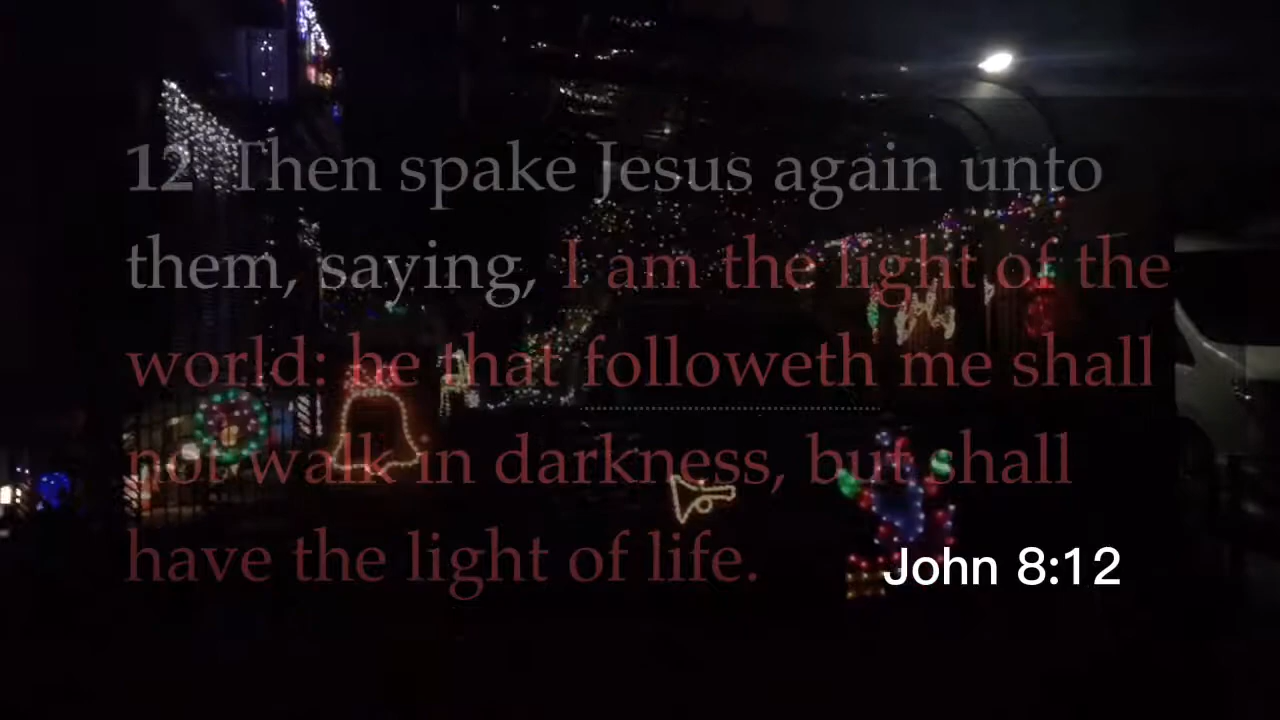 12 Then spake Jesus again unto
them, saying, I am the light of the
world: he that followeth me shall
not walk in darkness, but shall
have the light of life.
John 8:12